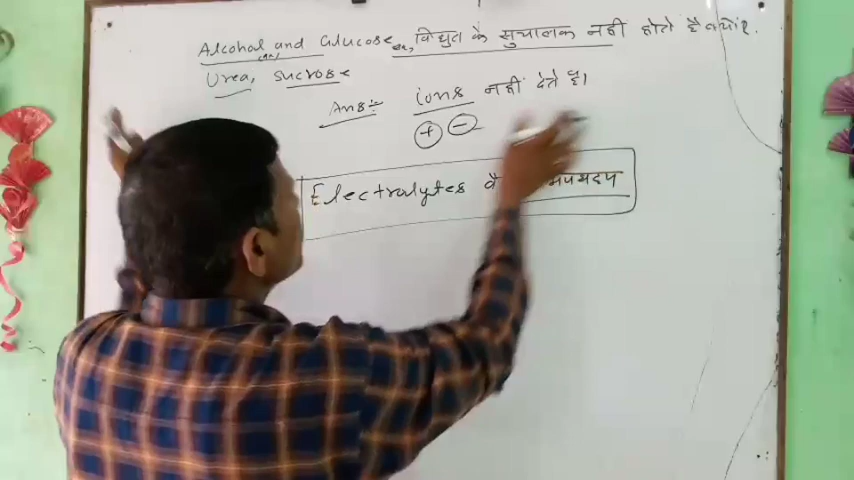 Alcohol and Glucose, विद्युत के सुचालक नहीं होते है क्यों?
Urea, sucrose
Ans:- ions नहीं देते है।
+ -
Electrolytes